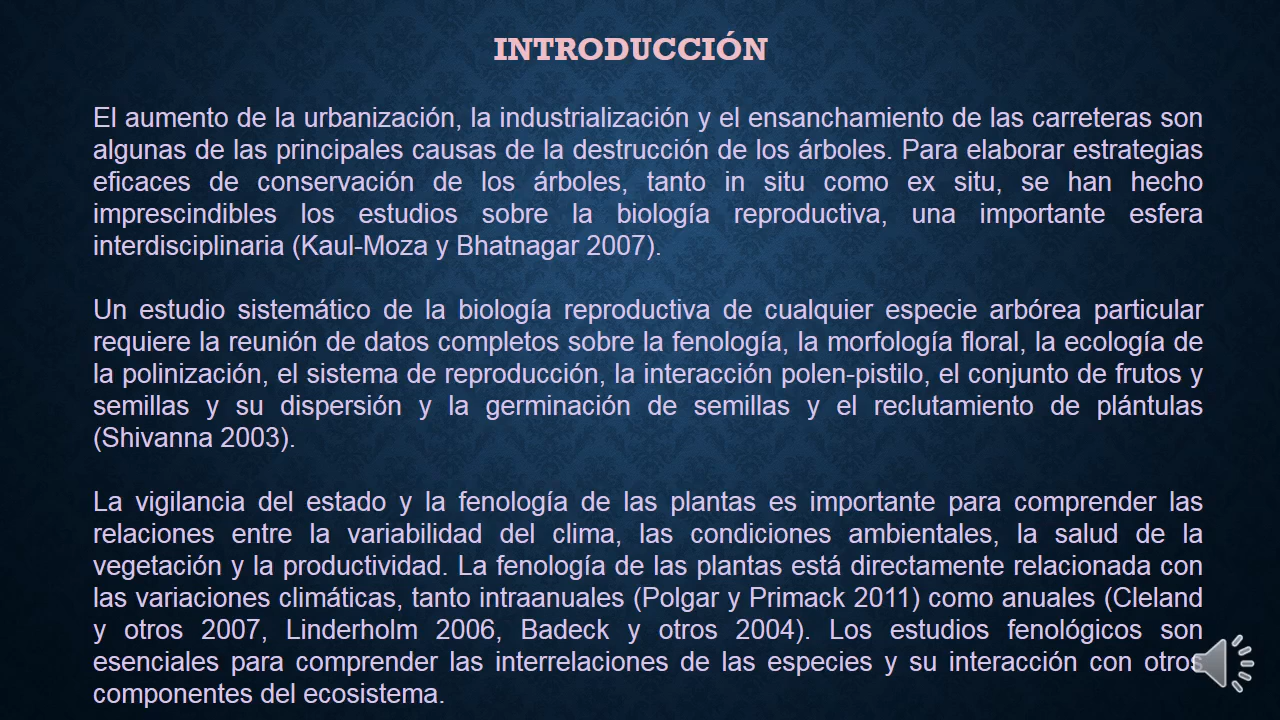 INTRODUCCIÓN
El aumento de la urbanización, la industrialización y el ensanchamiento de las carreteras son
algunas de las principales causas de la destrucción de los árboles. Para elaborar estrategias
eficaces de conservación de los árboles, tanto in situ como ex situ, se han hecho
imprescindibles los estudios sobre la biología reproductiva, una importante esfera
interdisciplinaria (Kaul-Moza y Bhatnagar 2007).
Un estudio sistemático de la biología reproductiva de cualquier especie arbórea particular
requiere la reunión de datos completos sobre la fenología, la morfología floral, la ecología de
la polinización, el sistema de reproducción, la interacción polen-pistilo, el conjunto de frutos y
semillas y su dispersión y la germinación de semillas y el reclutamiento de plántulas
(Shivanna 2003).
La vigilancia del estado y la fenología de las plantas es importante para comprender las
relaciones entre la variabilidad del clima, las condiciones ambientales, la salud de la
vegetación y la productividad. La fenología de las plantas está directamente relacionada con
las variaciones climáticas, tanto intraanuales (Polgar y Primack 2011) como anuales (Cleland
y otros 2007, Linderholm 2006, Badeck y otros 2004). Los estudios fenológicos son
esenciales para comprender las interrelaciones de las especies y su interacción con otros
componentes del ecosistema.